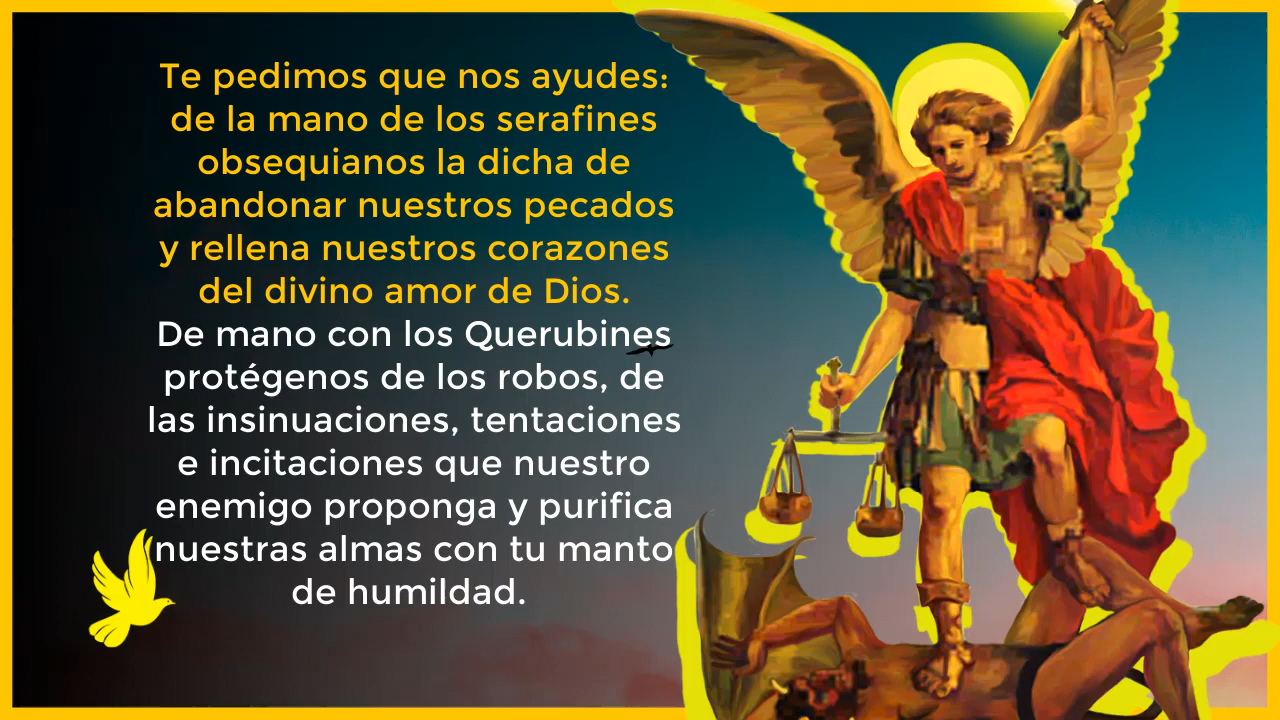 Te pedimos que nos ayudes:
de la mano de los serafines
obsequianos la dicha de
abandonar nuestros pecados
y rellena nuestros corazones
del divino amor de Dios.
De mano con los Querubines
protégenos de los robos, de
las insinuaciones, tentaciones
e incitaciones que nuestro
enemigo proponga y purifica
nuestras almas con tu manto
de humildad.